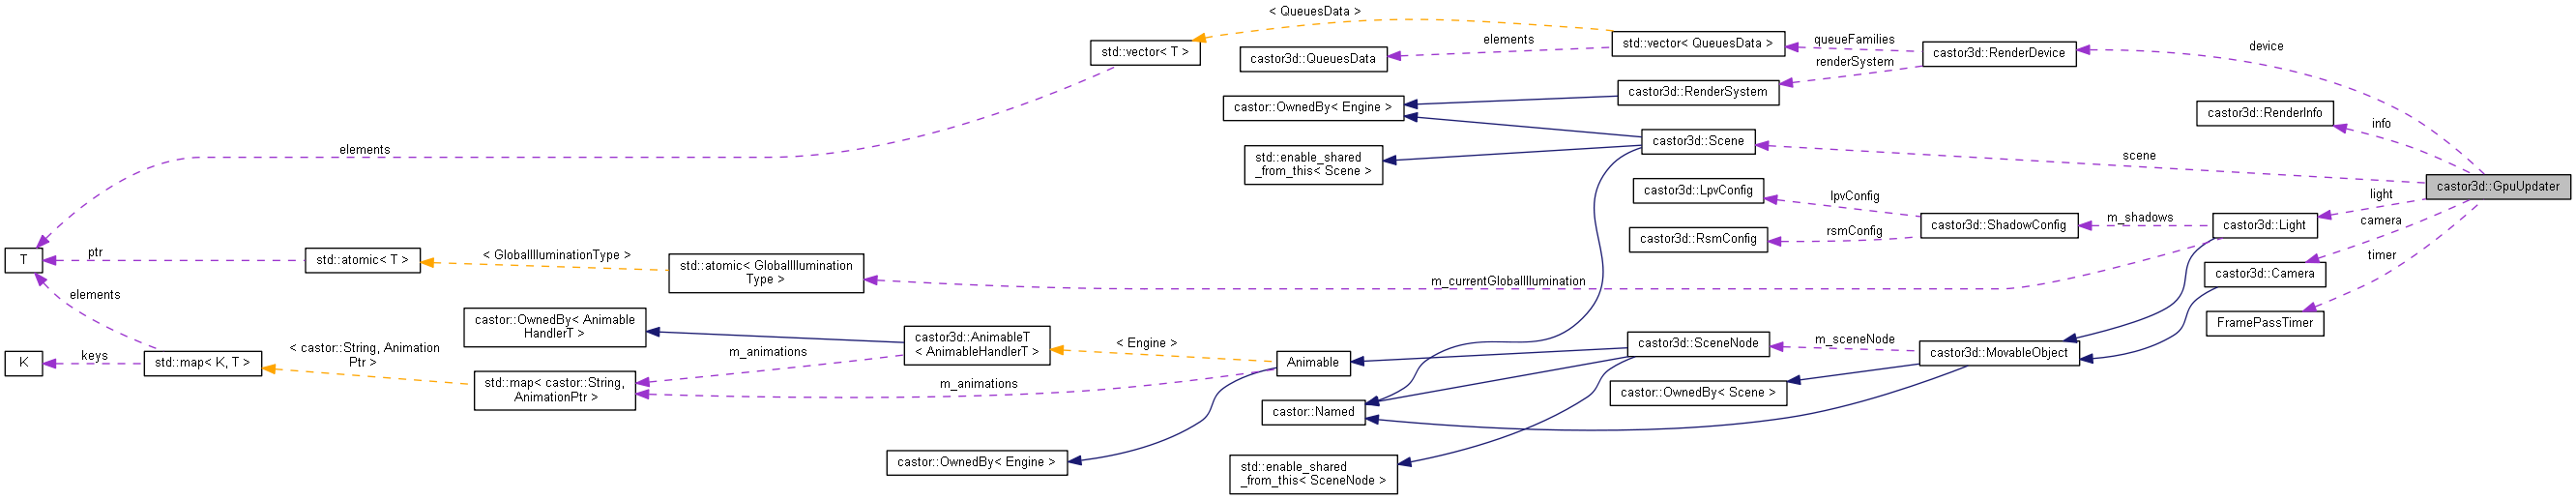 < QueuesData >
std::vector< T >
elements
castor3d::QueuesData
std::vector< QueuesData >
queueFamilies
renderSystem
castor3d::RenderDevice
device
castor::OwnedBy< Engine >
castor3d::RenderSystem
castor3d::RenderInfo
info
castor3d::Scene
scene
elements
std::enable_shared
_from_this< Scene >
castor3d::GpuUpdater
castor3d::LpvConfig
lpvConfig
castor3d::RsmConfig
rsmConfig
castor3d::ShadowConfig
m_shadows
castor3d::Light
light
camera
timer
T
ptr
std::atomic< T >
< GlobalIlluminationType >
std::atomic< GlobalIllumination
Type >
m_currentGlobalIllumination
castor3d::Camera
FramePassTimer
elements
castor::OwnedBy< Animable
HandlerT >
castor3d::AnimableT
< AnimableHandlerT >
< Engine >
castor3d::SceneNode
m_sceneNode
castor3d::MovableObject
K
keys
std::map< K, T >
< castor::String, Animation
Ptr >
m_animations
Animable
std::map< castor::String,
AnimationPtr >
m_animations
castor::OwnedBy< Scene >
castor::Named
castor::OwnedBy< Engine >
std::enable_shared
_from_this< SceneNode >